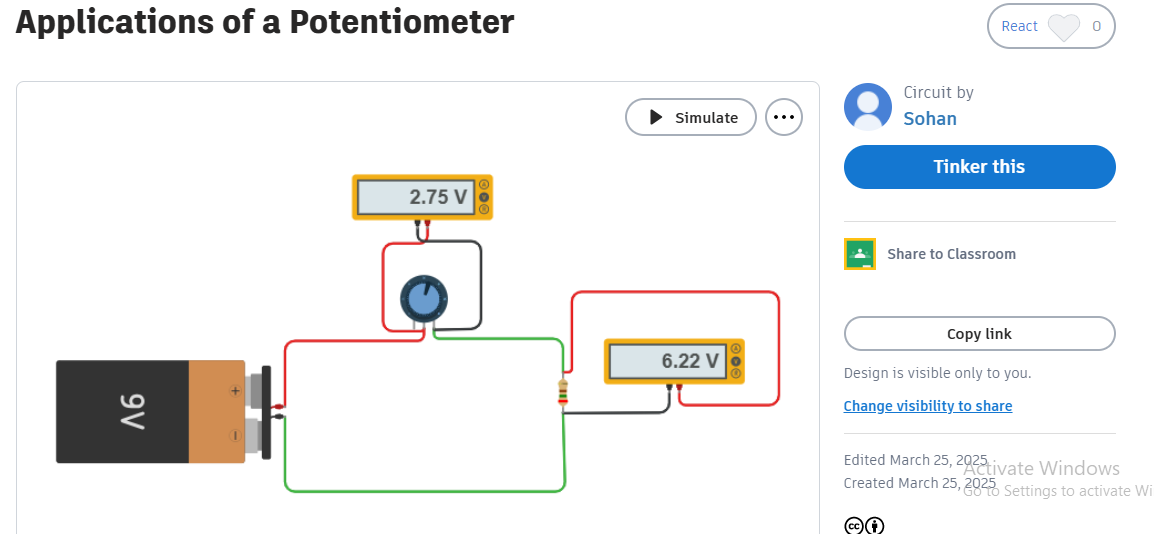 Applications of a Potentiometer
React 0
Simulate
Circuit by
Sohan
Tinker this
2.75 V
A
V
R
Share to Classroom
6.22 V
A
V
R
9V
+
Copy link
Design is visible only to you.
Change visibility to share
Edited March 25, 2025
Created March 25, 2025
Activate Windows
Go to Settings to activate Wi
cc